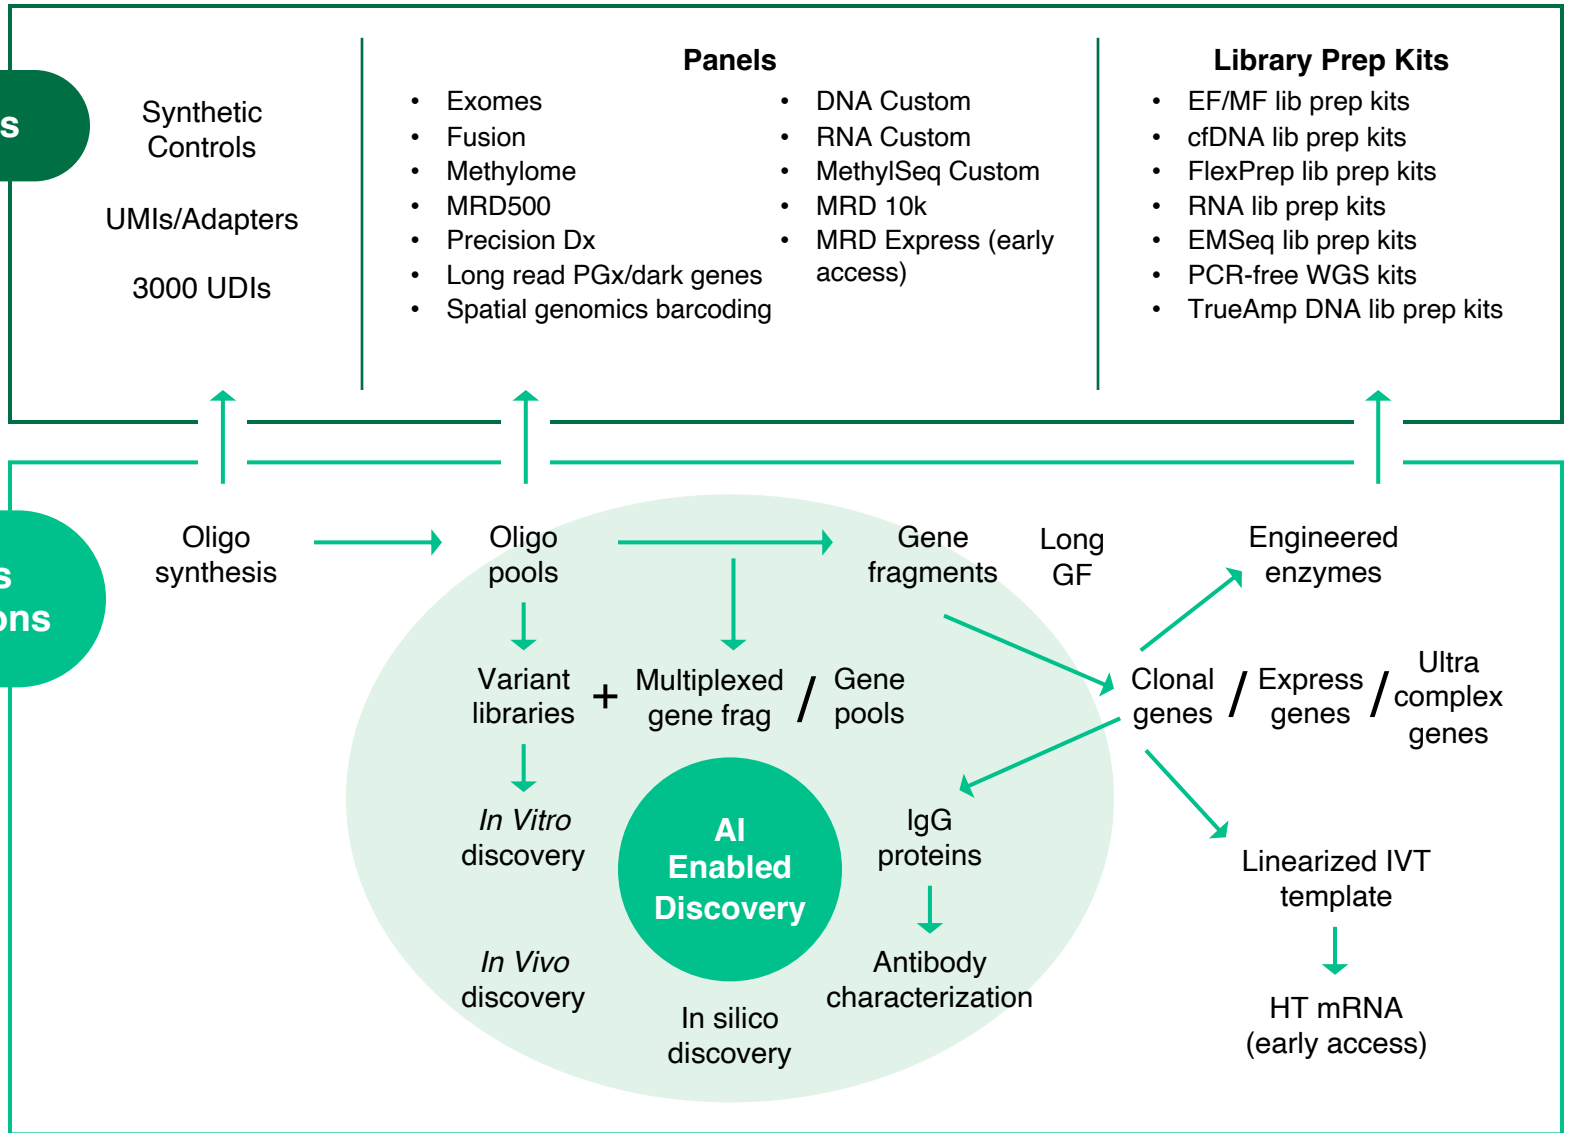 s
Synthetic
Controls
UMIs/Adapters
3000 UDIs
Panels
• Exomes
• Fusion
• Methylome
• MRD500
• Precision Dx
• Long read PGx/dark genes
• Spatial genomics barcoding
• DNA Custom
• RNA Custom
• MethylSeq Custom
• MRD 10k
• MRD Express (early
access)
Library Prep Kits
• EF/MF lib prep kits
• cfDNA lib prep kits
• FlexPrep lib prep kits
• RNA lib prep kits
• EMSeq lib prep kits
• PCR-free WGS kits
• TrueAmp DNA lib prep kits
s
ons
Oligo
synthesis
Oligo
pools
Gene
fragments
Long
GF
Engineered
enzymes
Variant
libraries
+
Multiplexed
gene frag
/
Gene
pools
Clonal
genes
/
Express
genes
/
Ultra
complex
genes
In Vitro
discovery
AI
Enabled
Discovery
IgG
proteins
Linearized IVT
template
In Vivo
discovery
In silico
discovery
Antibody
characterization
HT mRNA
(early access)